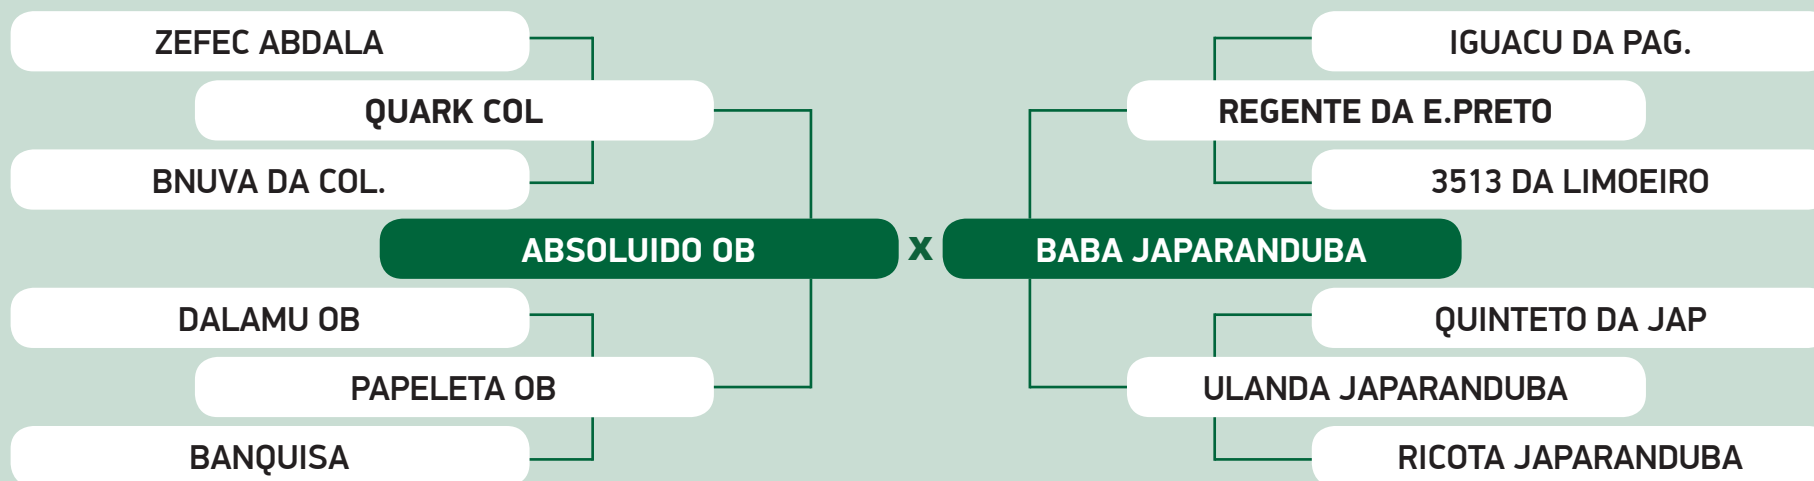 ZEFEC ABDALA
IGUACU DA PAG.
QUARK COL
REGENTE DA E.PRETO
BNUVA DA COL.
3513 DA LIMOEIRO
ABSOLUIDO OB X BABA JAPARANDUBA
DALAMU OB
QUINTETO DA JAP
PAPELETA OB
ULANDA JAPARANDUBA
BANQUISA
RICOTA JAPARANDUBA